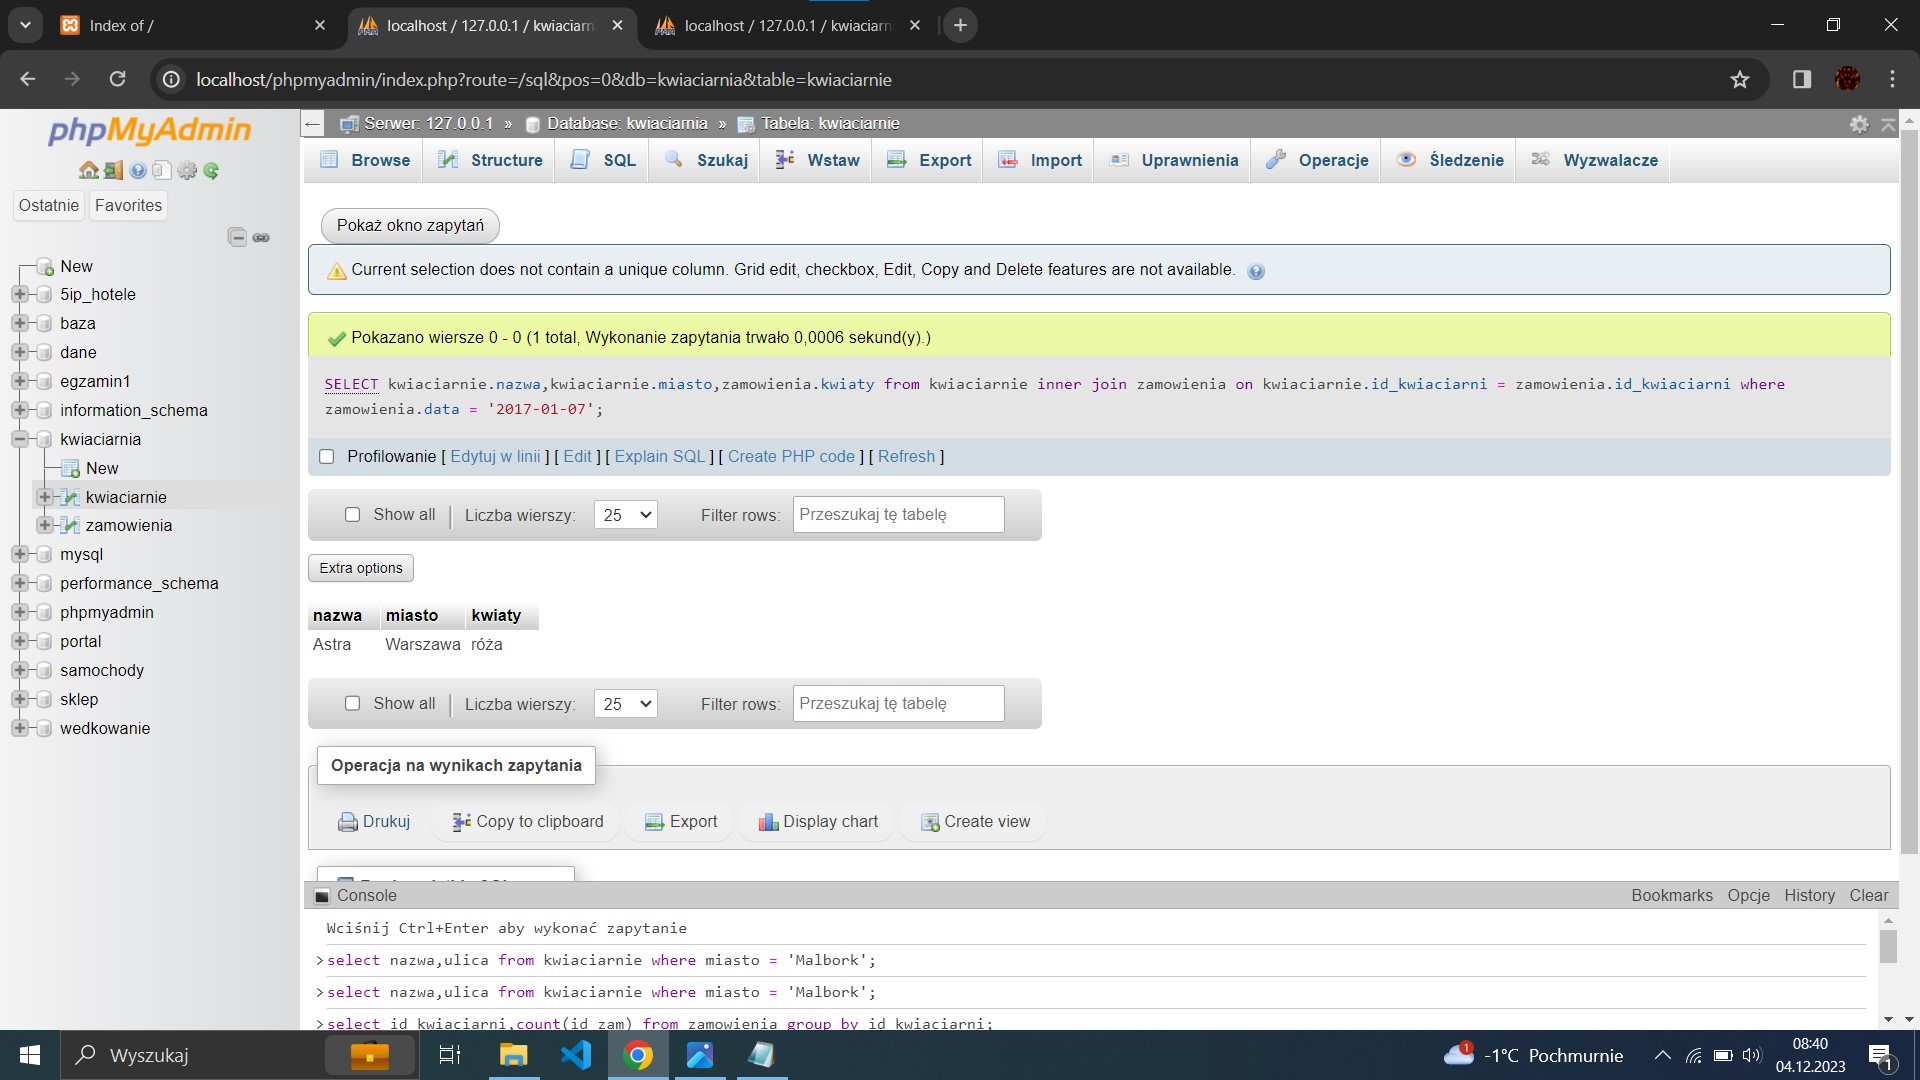 Index of /
localhost / 127.0.0.1 / kwiaciarn
localhost / 127.0.0.1 / kwiaciarn
localhost/phpmyadmin/index.php?route=/sql&pos=0&db=kwiaciarnia&table=kwiaciarnie
phpMyAdmin
Ostatnie Favorites
New
5ip_hotele
baza
dane
egzamin1
information_schema
kwiaciarnia
New
kwiaciarnie
zamowienia
mysql
performance_schema
phpmyadmin
portal
samochody
sklep
wedkowanie
Serwer: 127.0.0.1 » Database: kwiaciarnia » Tabela: kwiaciarnie
Browse Structure SQL Szukaj Wstaw Export Import Uprawnienia Operacje Śledzenie Wyzwalacze
Pokaż okno zapytań
Current selection does not contain a unique column. Grid edit, checkbox, Edit, Copy and Delete features are not available.
Pokazano wiersze 0 - 0 (1 total, Wykonanie zapytania trwało 0,0006 sekund(y).)
SELECT kwiaciarnie.nazwa,kwiaciarnie.miasto,zamowienia.kwiaty from kwiaciarnie inner join zamowienia on kwiaciarnie.id_kwiaciarni = zamowienia.id_kwiaciarni where
zamowienia.data = '2017-01-07';
Profilowanie [ Edytuj w linii ] [ Edit ] [ Explain SQL ] [ Create PHP code ] [ Refresh ]
Show all Liczba wierszy: 25 Filter rows: Przeszukaj tę tabelę
Extra options
nazwa miasto kwiaty
Astra Warszawa róża
Show all Liczba wierszy: 25 Filter rows: Przeszukaj tę tabelę
Operacja na wynikach zapytania
Drukuj Copy to clipboard Export Display chart Create view
Console Bookmarks Opcje History Clear
Wciśnij Ctrl+Enter aby wykonać zapytanie
>select nazwa,ulica from kwiaciarnie where miasto = 'Malbork';
>select nazwa,ulica from kwiaciarnie where miasto = 'Malbork';
>select id_kwiaciarni,count(id_zam) from zamowienia group by id_kwiaciarni;
Wyszukaj
1
-1°C Pochmurnie
08:40
04.12.2023
1